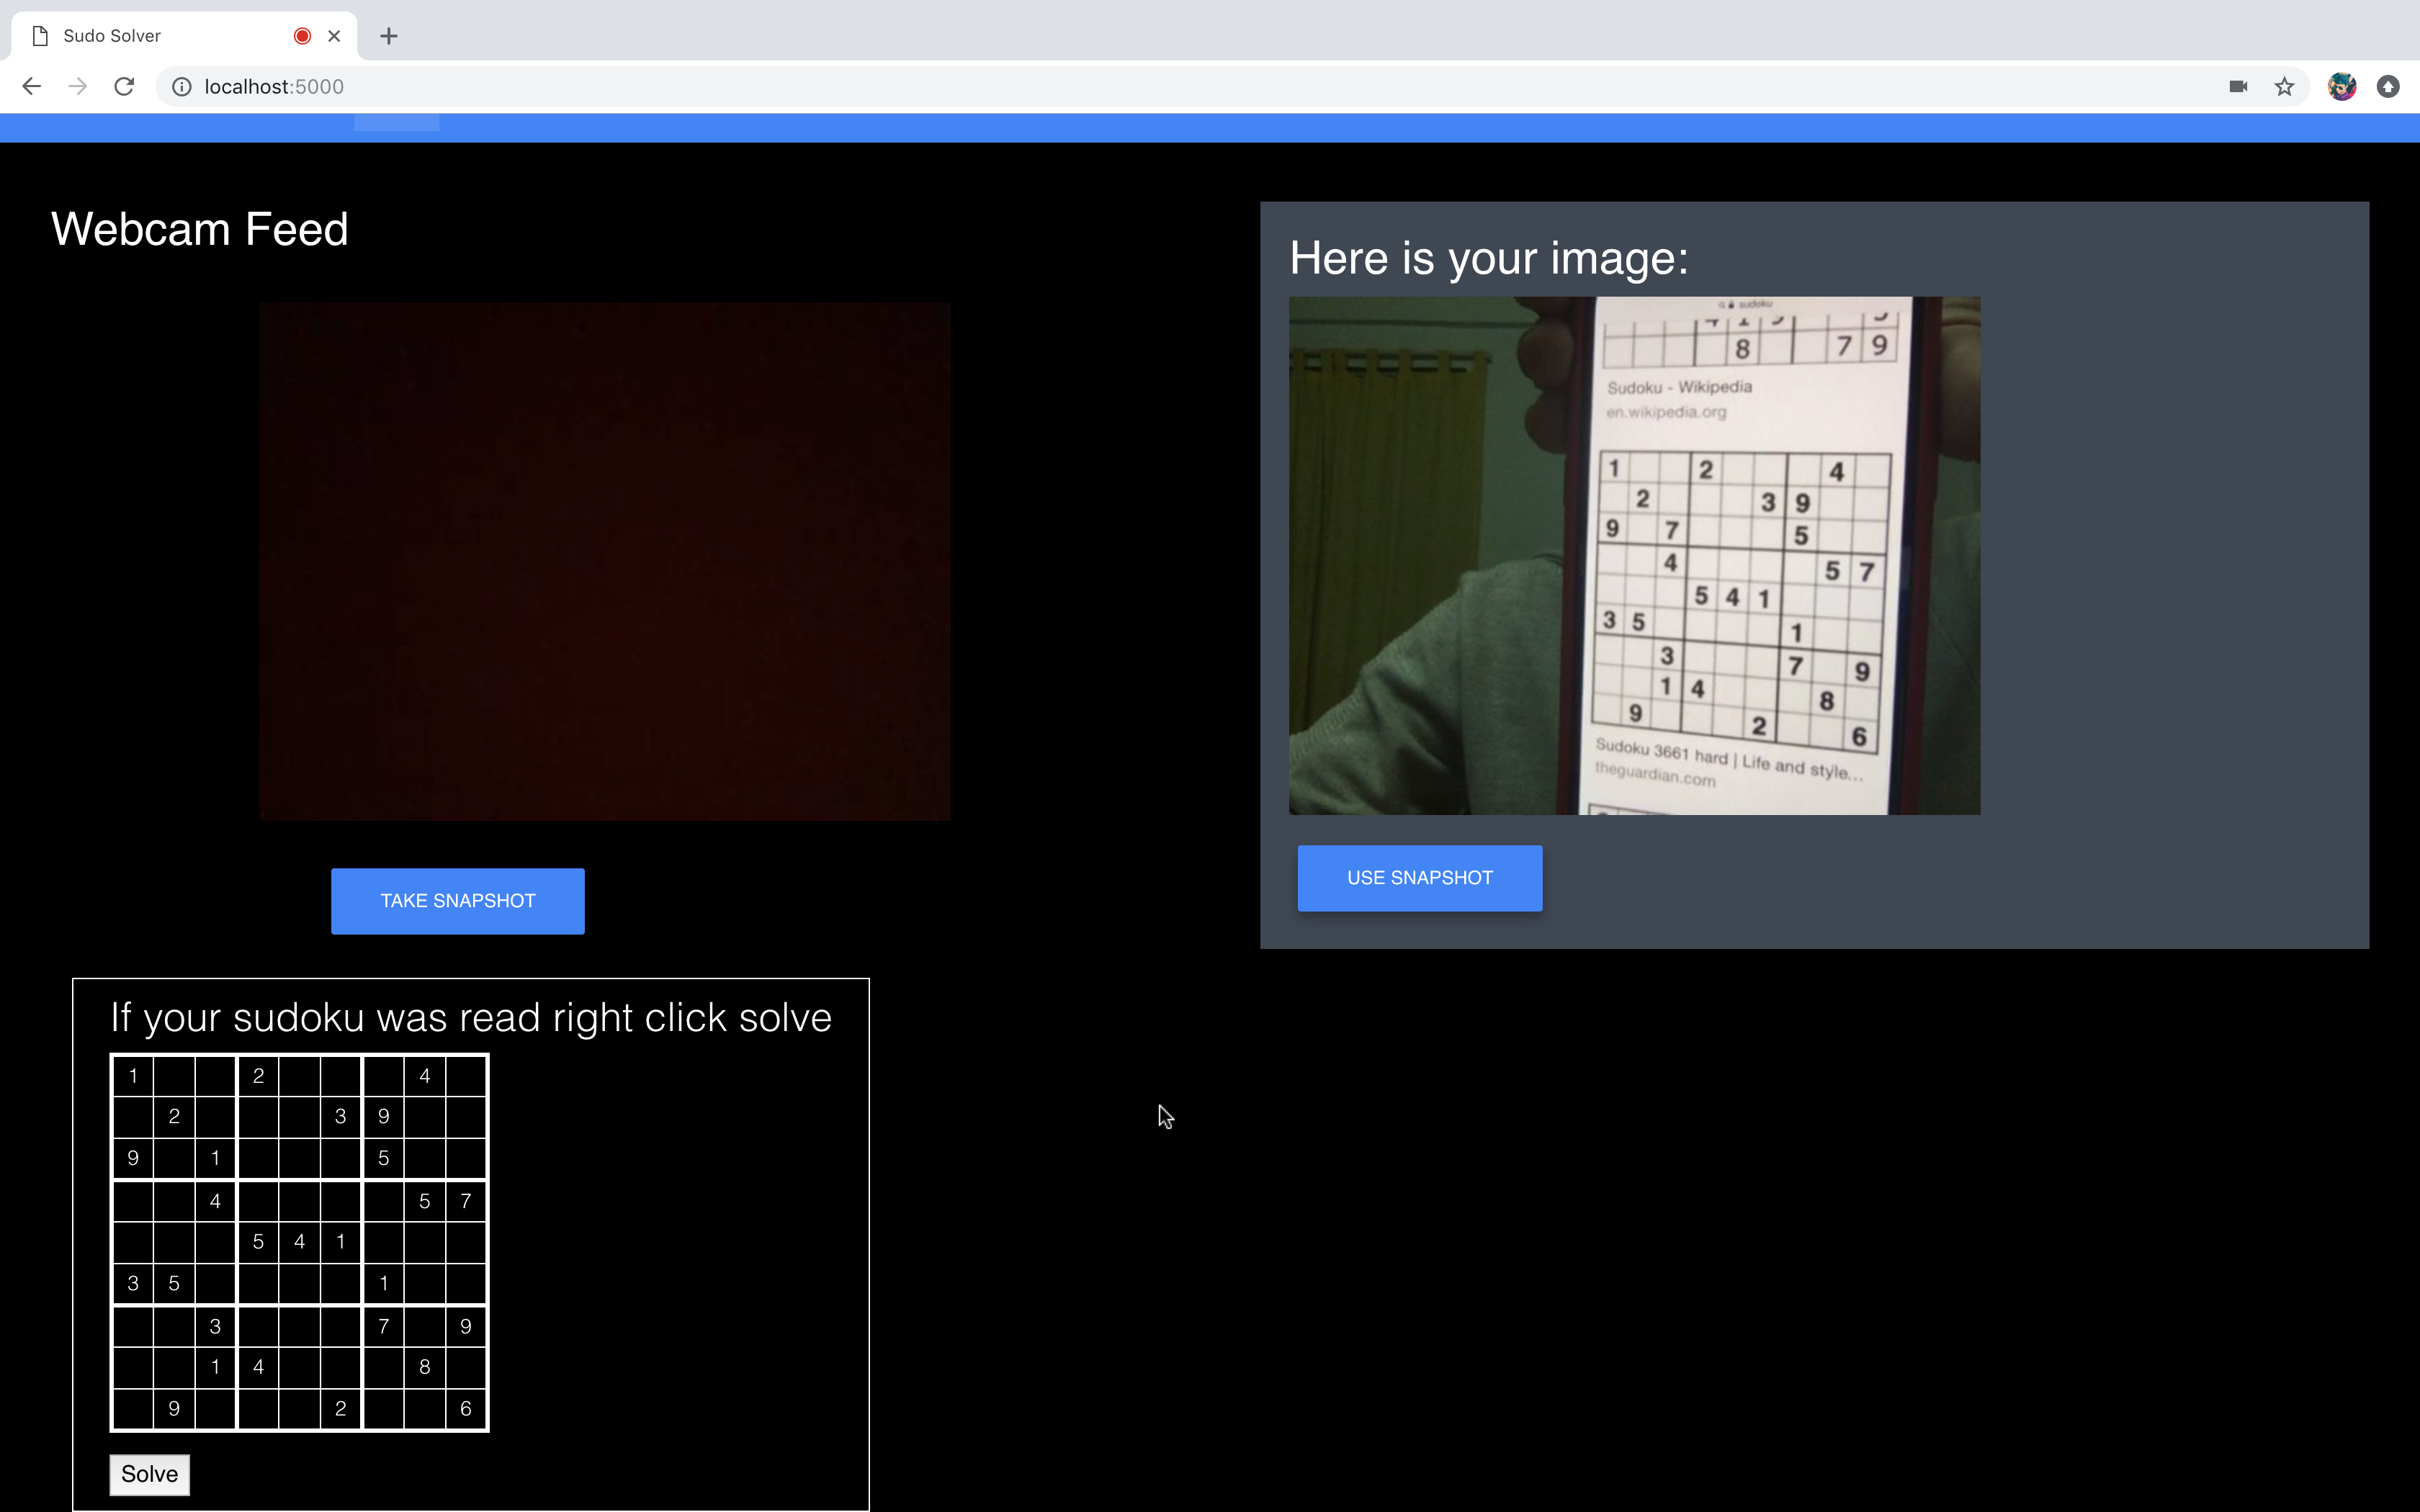 Sudo Solver
localhost:5000
Webcam Feed
TAKE SNAPSHOT
Here is your image:
sudoku
8 7 9
Sudoku - Wikipedia
en.wikipedia.org
1 2 4
2 3 9
9 7 5
4 5 7
5 4 1
3 5 1
3 7 9
1 4 8
9 2 6
Sudoku 3661 hard | Life and style...
theguardian.com
USE SNAPSHOT
If your sudoku was read right click solve
1 2 4
2 3 9
9 1 5
4 5 7
5 4 1
3 5 1
3 7 9
1 4 8
9 2 6
Solve